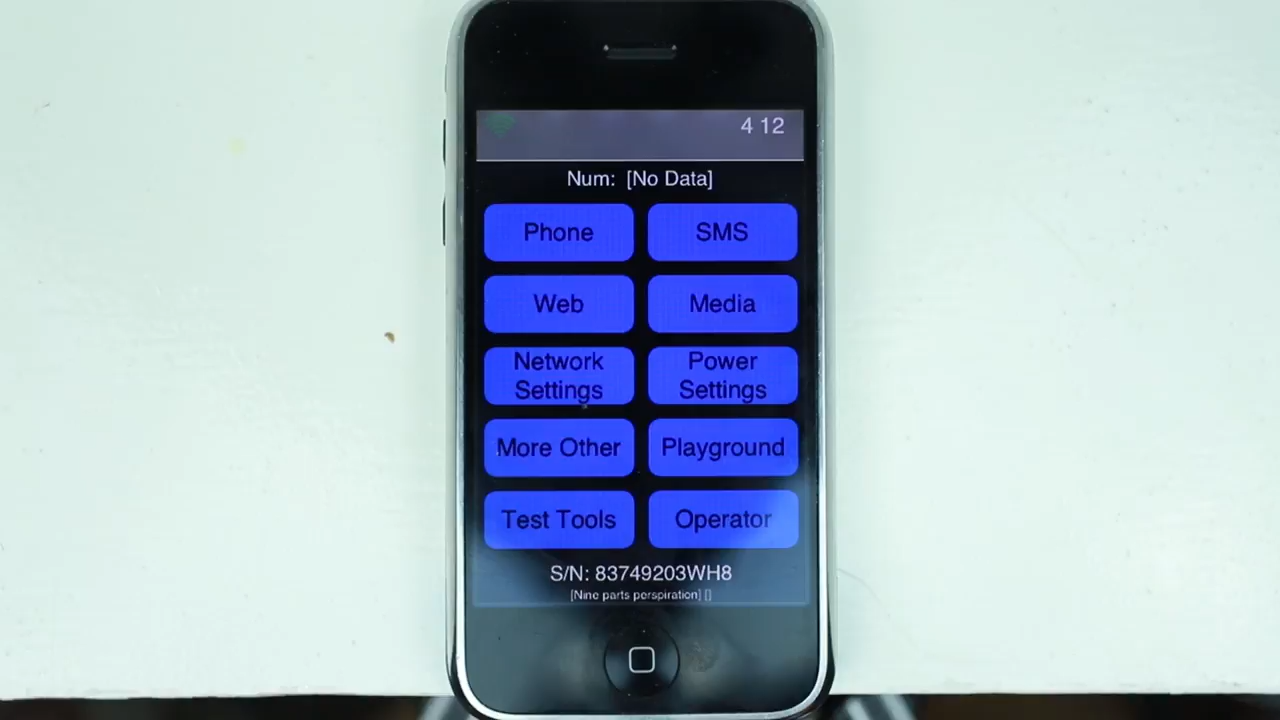 4 12
Num: [No Data]
Phone SMS
Web Media
Network Power
Settings Settings
More Other Playground
Test Tools Operator
S/N: 83749203WH8
[Nine parts perspiration] []